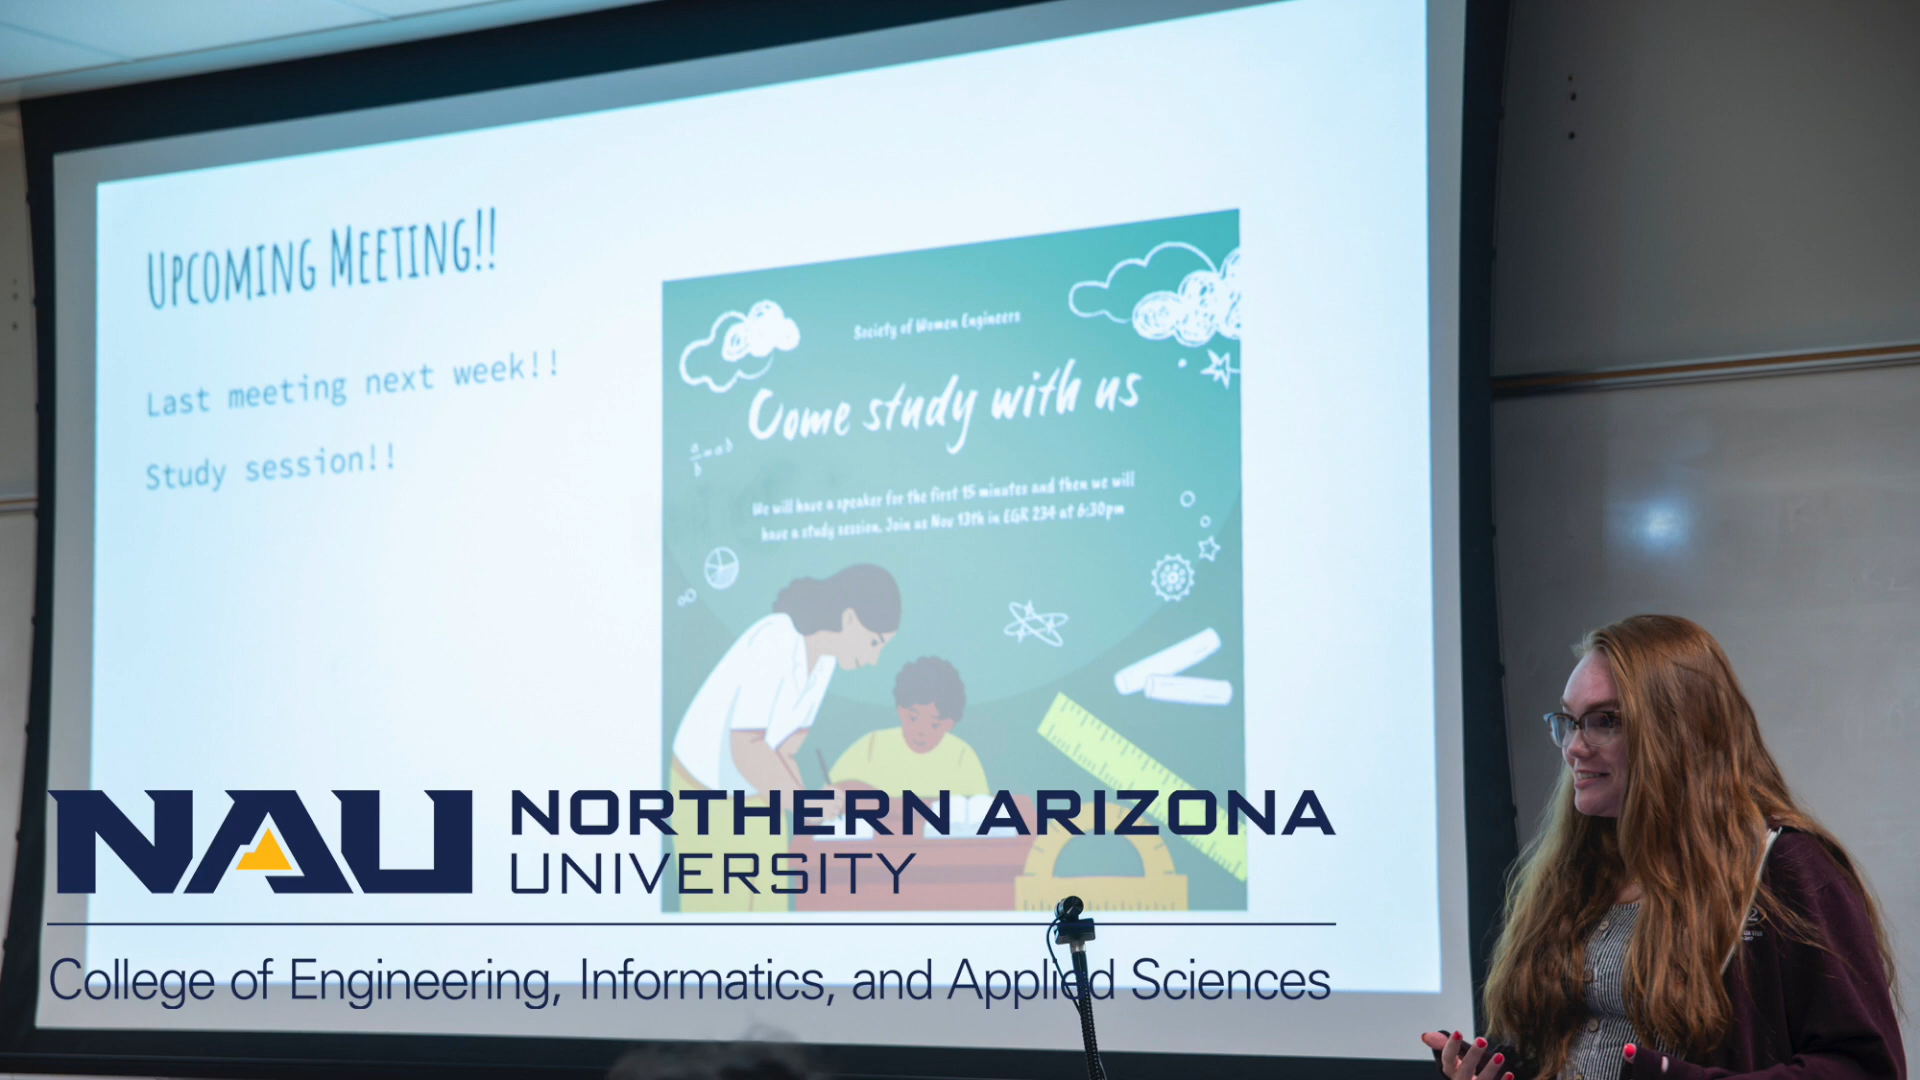 UPCOMING MEETING!!
Last meeting next week!!
Study session!!
Society of Women Engineers
Come study with us
a/b = ab
We will have a speaker for the first 15 minutes and then we will
have a study session. Join us Nov 13th in EGR 234 at 6:30pm
NAU
NORTHERN ARIZONA
UNIVERSITY
College of Engineering, Informatics, and Applied Sciences